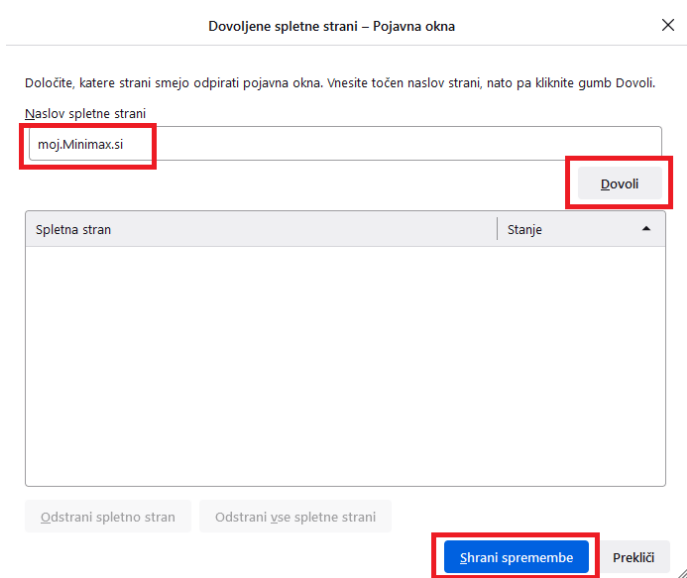 Dovoljene spletne strani – Pojavna okna
Določite, katere strani smejo odpirati pojavna okna. Vnesite točen naslov strani, nato pa kliknite gumb Dovoli.
Naslov spletne strani
moj.Minimax.si
Dovoli
Spletna stran Stanje
Odstrani spletno stran Odstrani vse spletne strani
Shrani spremembe Prekliči